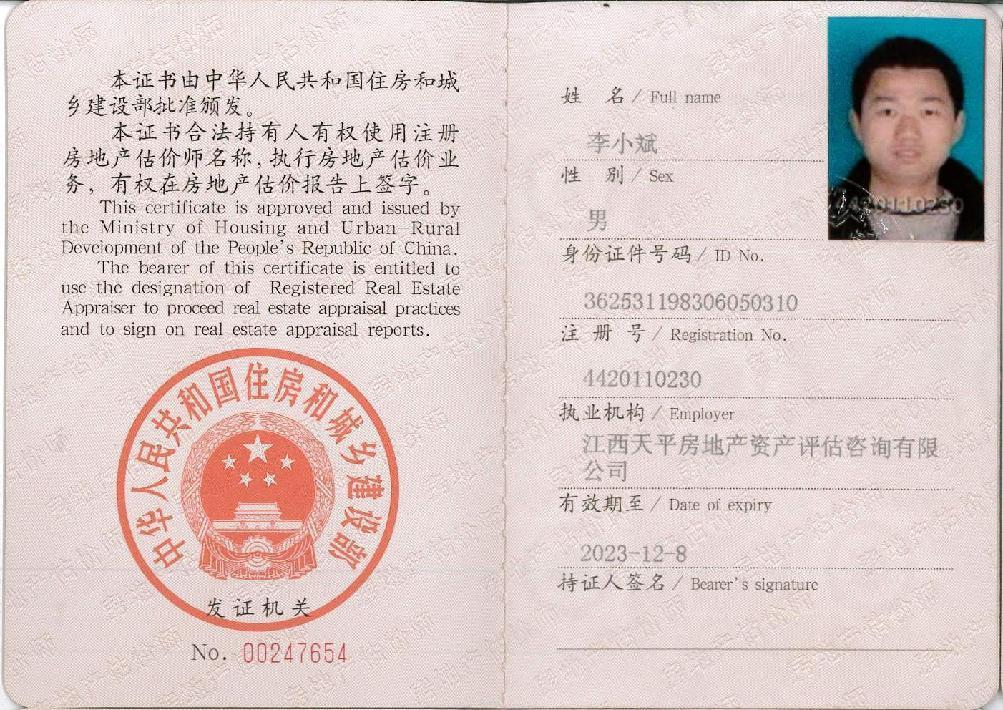 本证书由中华人民共和国住房和城
乡建设部批准颁发。
本证书合法持有人有权使用注册
房地产估价师名称，执行房地产估价业
务，有权在房地产估价报告上签字。
This certificate is approved and issued by
the Ministry of Housing and Urban Rural
Development of the People's Republic of China.
The bearer of this certificate is entitled to
use the designation of Registered Real Estate
Appraiser to proceed real estate appraisal practices
and to sign on real estate appraisal reports.
中华人民共和国住房和城乡建设部
发证机关
No. 00247654
姓 名 / Full name
李小斌
性 别 / Sex
男
身份证件号码 / ID No.
362531198306050310
注 册 号 / Registration No.
4420110230
执业机构 / Employer
江西天平房地产资产评估咨询有限
公司
有效期至 / Date of expiry
2023-12-8
持证人签名 / Bearer's signature
4420110230